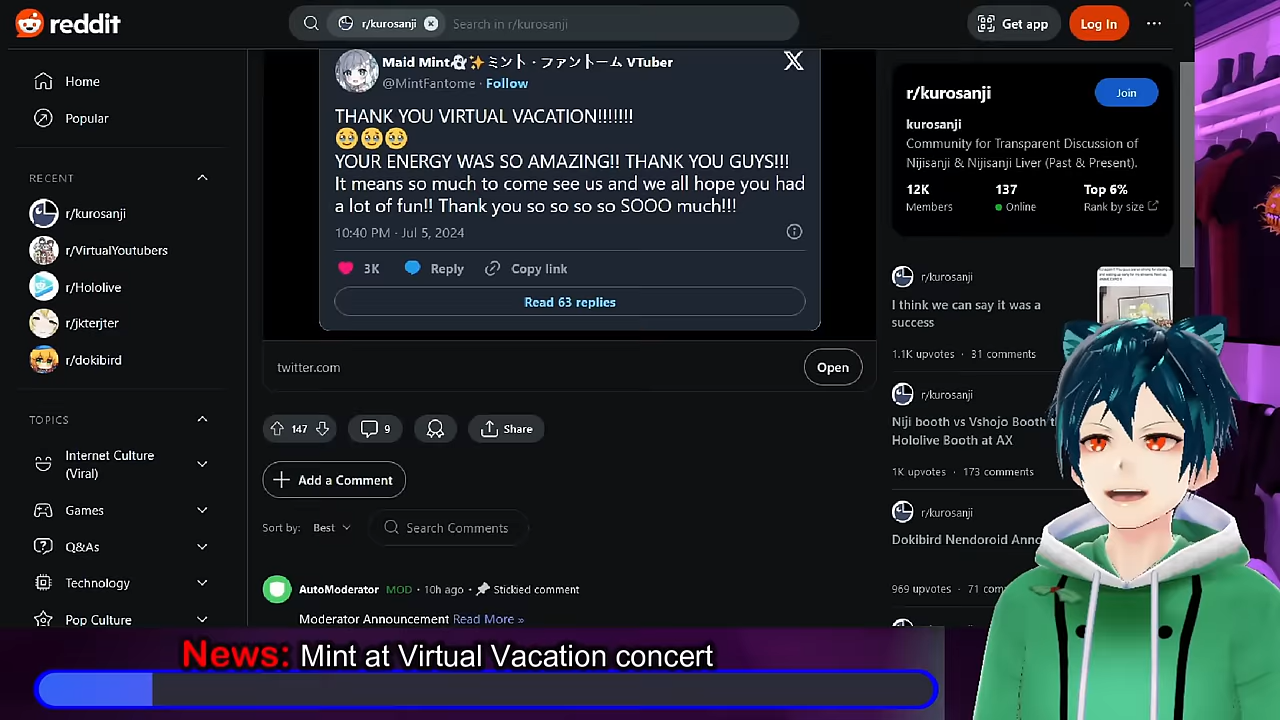 reddit
r/kurosanji
Search in r/kurosanji
Get app
Log In
Home
Popular
RECENT
r/kurosanji
r/VirtualYoutubers
r/Hololive
r/jkterjter
r/dokibird
TOPICS
Internet Culture
(Viral)
Games
Q&As
Technology
Pop Culture
Maid Mint👻✨ミント・ファントーム VTuber
@MintFantome · Follow
THANK YOU VIRTUAL VACATION!!!!!!!
🥹🥹🥹
YOUR ENERGY WAS SO AMAZING!! THANK YOU GUYS!!!
It means so much to come see us and we all hope you had
a lot of fun!! Thank you so so so so SOOO much!!!
10:40 PM · Jul 5, 2024
3K
Reply
Copy link
Read 63 replies
twitter.com
Open
147
9
Share
Add a Comment
Sort by:
Best
Search Comments
AutoModerator MOD · 10h ago · Stickied comment
Moderator Announcement Read More »
r/kurosanji
Join
kurosanji
Community for Transparent Discussion of
Nijisanji & Nijisanji Liver (Past & Present).
12K
137
Top 6%
Members
Online
Rank by size
r/kurosanji
I think we can say it was a
success
1.1K upvotes · 31 comments
r/kurosanji
Niji booth vs Vshojo Booth
Hololive Booth at AX
1K upvotes · 173 comments
r/kurosanji
Dokibird Nendoroid
969 upvotes · 71
News: Mint at Virtual Vacation concert